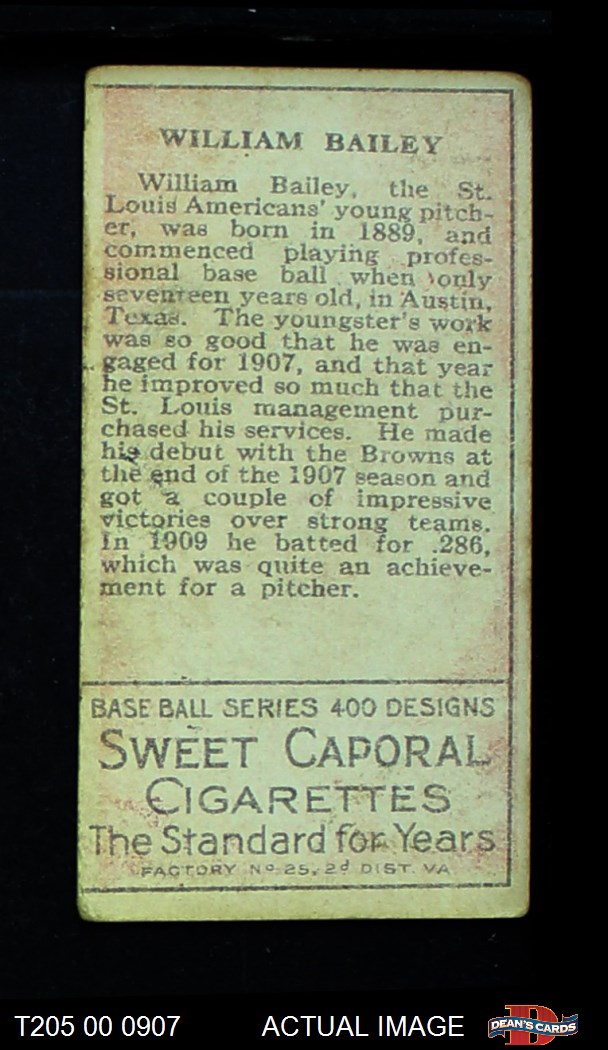 WILLIAM BAILEY
William Bailey, the St.
Louis Americans' young pitch-
er, was born in 1889, and
commenced playing profes-
sional base ball when only
seventeen years old, in Austin,
Texas. The youngster's work
was so good that he was en-
gaged for 1907, and that year
he improved so much that the
St. Louis management pur-
chased his services. He made
his debut with the Browns at
the end of the 1907 season and
got a couple of impressive
victories over strong teams.
In 1909 he batted for .286,
which was quite an achieve-
ment for a pitcher.
BASE BALL SERIES 400 DESIGNS
SWEET CAPORAL
CIGARETTES
The Standard for Years
FACTORY Nº 25, 2d DIST. VA
T205 00 0907 ACTUAL IMAGE DEAN'S CARDS